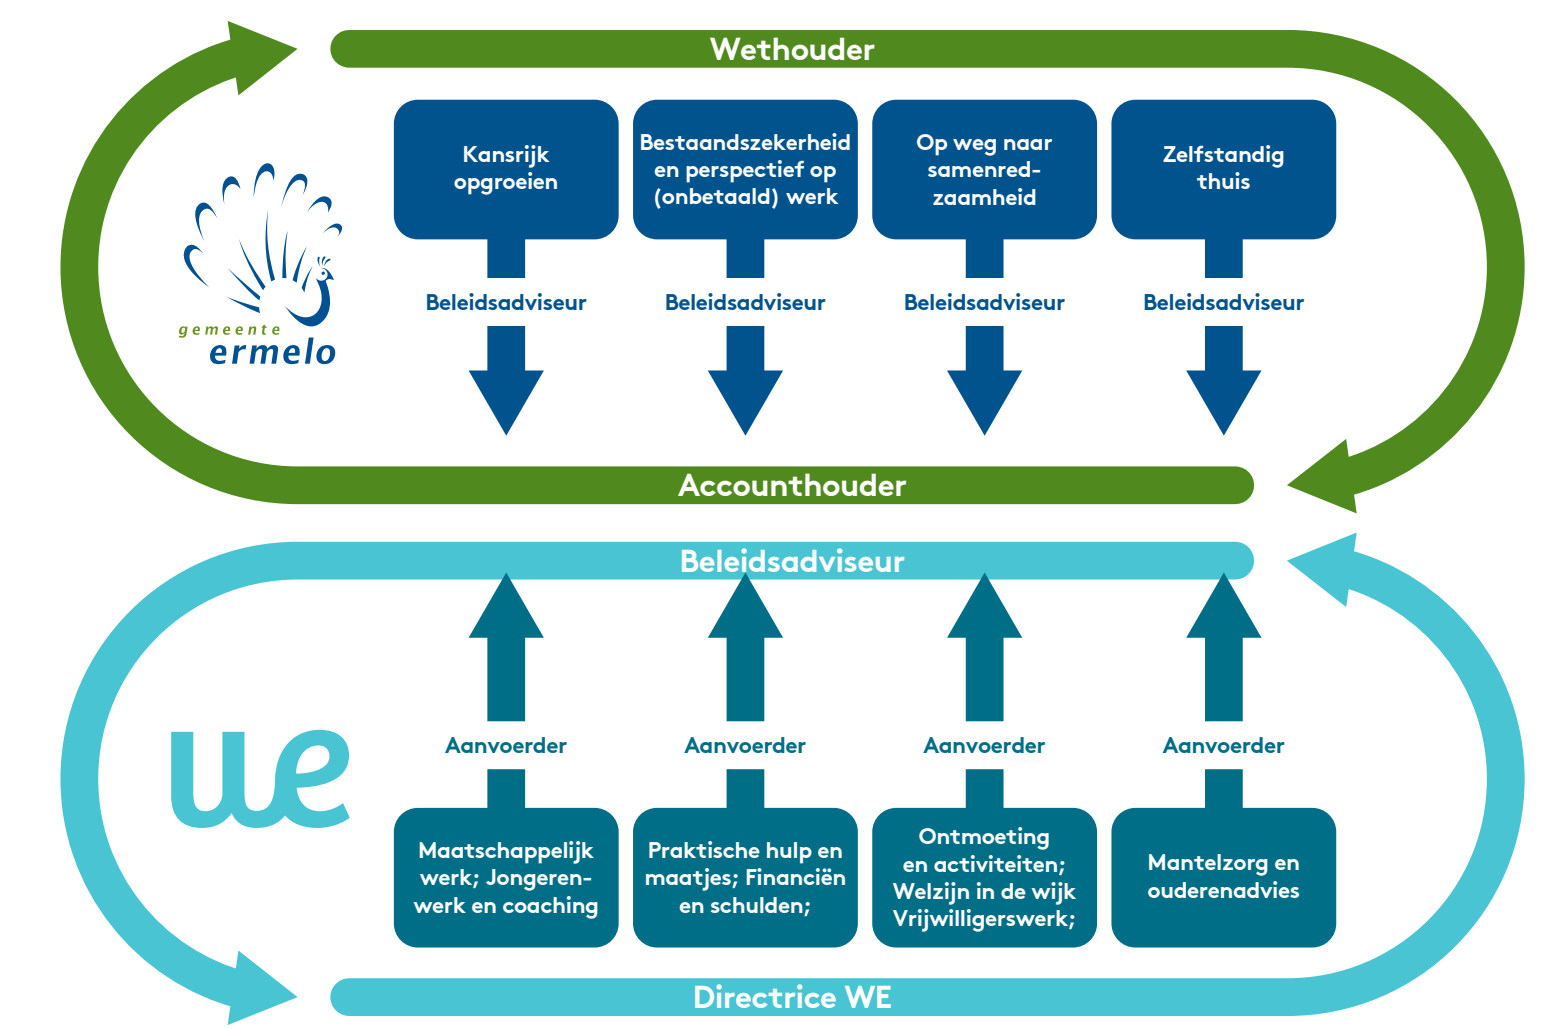 Wethouder
Kansrijk
opgroeien
Bestaandszekerheid
en perspectief op
(onbetaald) werk
Op weg naar
samenred-
zaamheid
Zelfstandig
thuis
gemeente
ermelo
Beleidsadviseur
Beleidsadviseur
Beleidsadviseur
Beleidsadviseur
Accounthouder
Beleidsadviseur
we
Aanvoerder
Aanvoerder
Aanvoerder
Aanvoerder
Maatschappelijk
werk; Jongeren-
werk en coaching
Praktische hulp en
maatjes; Financiën
en schulden;
Ontmoeting
en activiteiten;
Welzijn in de wijk
Vrijwilligerswerk;
Mantelzorg en
ouderenadvies
Directrice WE